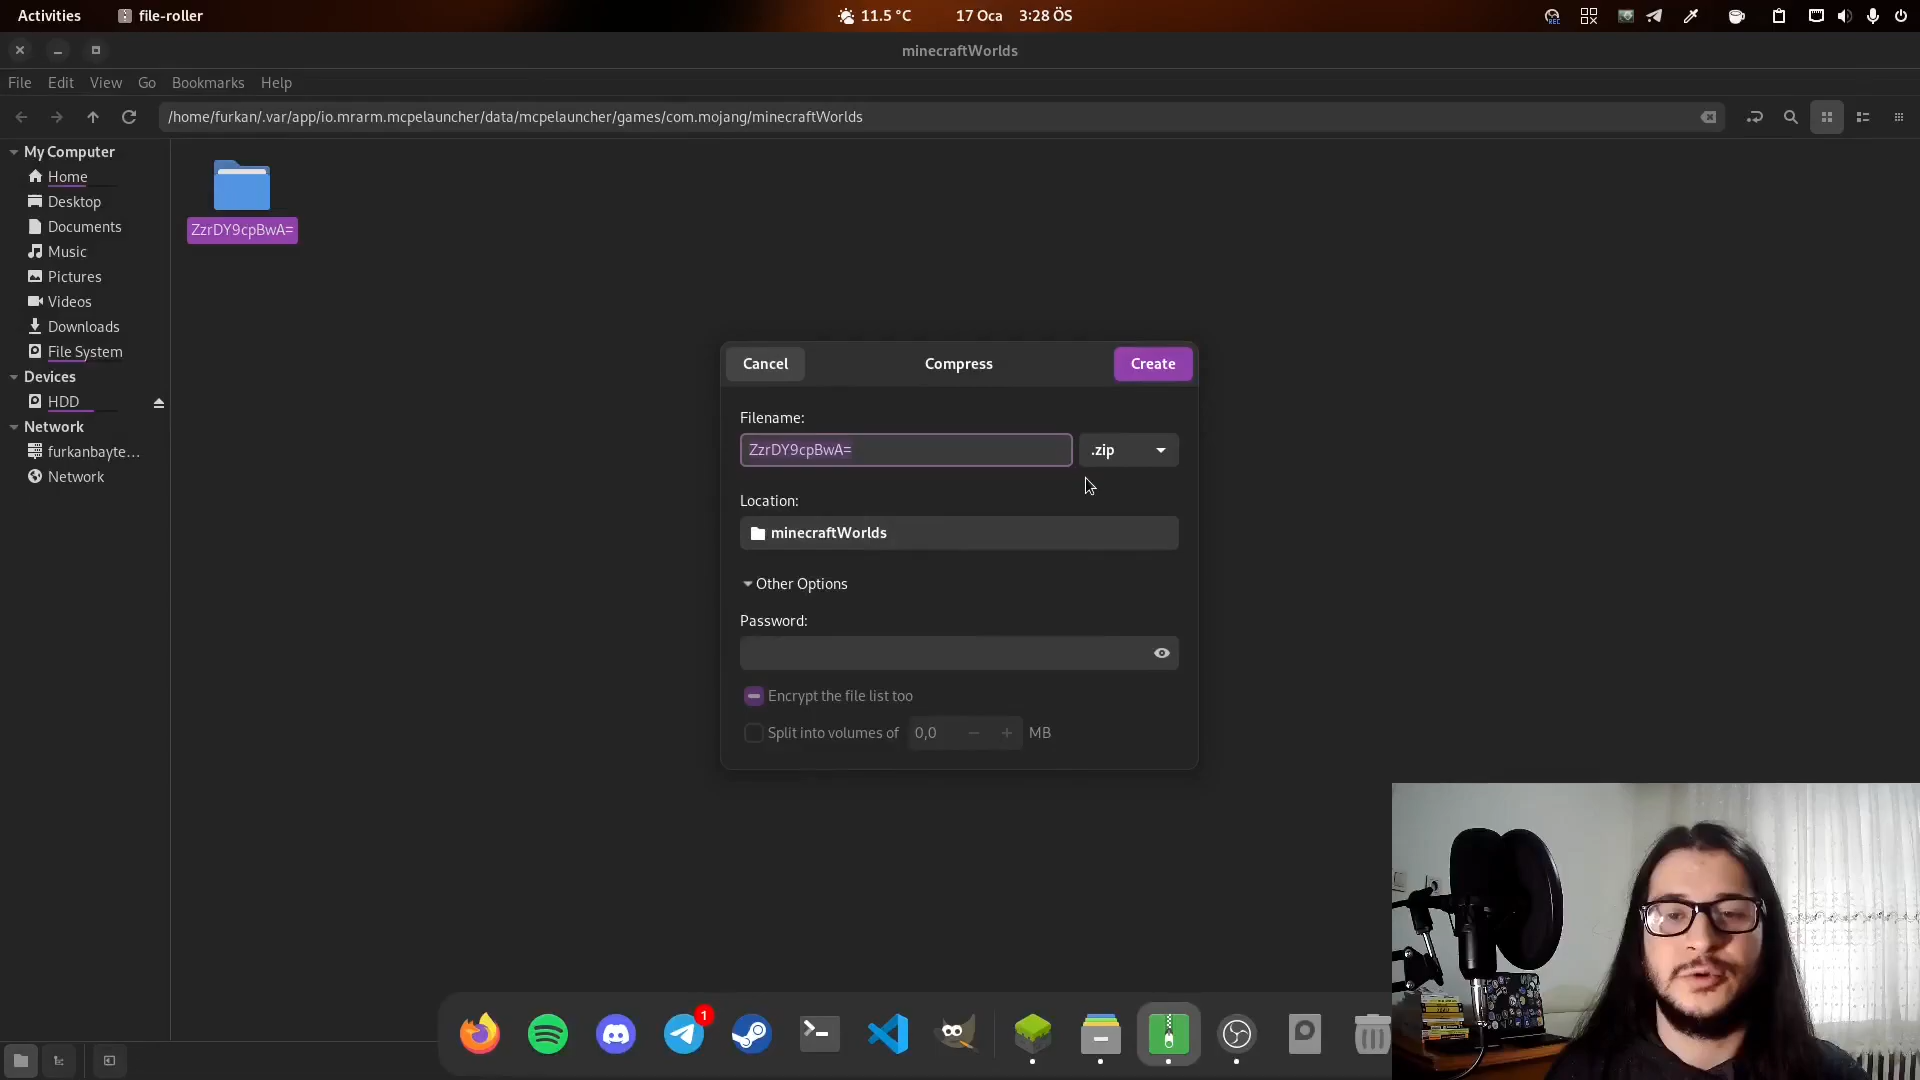 Activities
file-roller
11.5 °C
17 Oca 3:28 ÖS
minecraftWorlds
File Edit View Go Bookmarks Help
/home/furkan/.var/app/io.mrarm.mcpelauncher/data/mcpelauncher/games/com.mojang/minecraftWorlds
My Computer
Home
Desktop
Documents
Music
Pictures
Videos
Downloads
File System
Devices
HDD
Network
furkanbayte...
Network
ZzrDY9cpBwA=
Cancel
Compress
Create
Filename:
ZzrDY9cpBwA=
.zip
Location:
minecraftWorlds
Other Options
Password:
Encrypt the file list too
Split into volumes of 0,0 MB
1